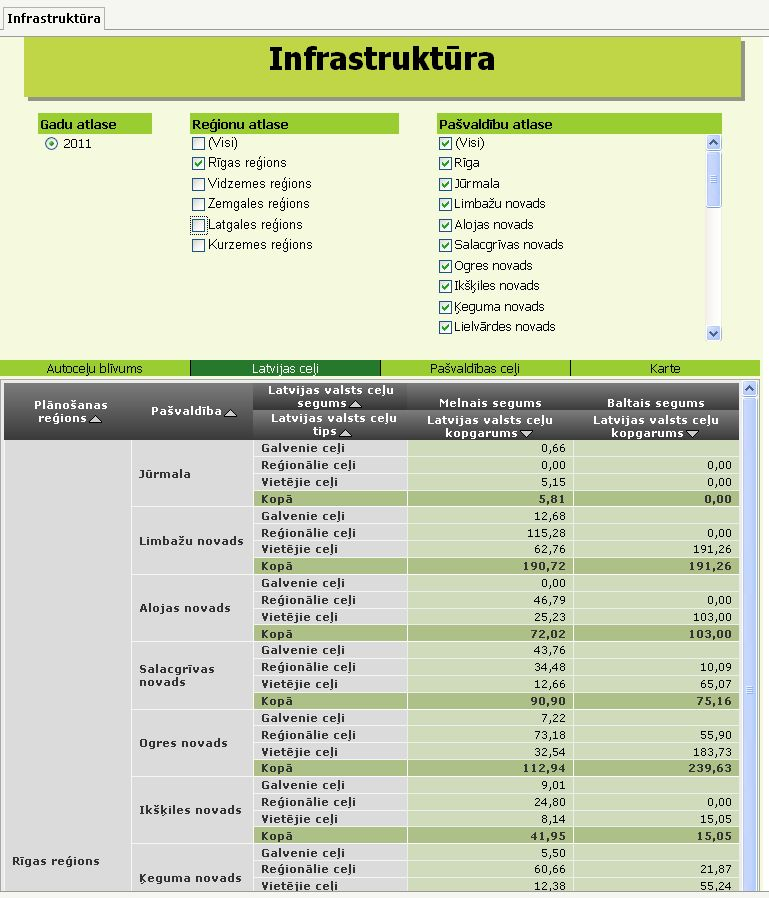 Infrastruktūra
Infrastruktūra
Gadu atlase
2011
Reģionu atlase
(Visi)
Rīgas reģions
Vidzemes reģions
Zemgales reģions
Latgales reģions
Kurzemes reģions
Pašvaldību atlase
(Visi)
Rīga
Jūrmala
Limbažu novads
Alojas novads
Salacgrīvas novads
Ogres novads
Ikšķiles novads
Ķeguma novads
Lielvārdes novads
Autoceļu blīvums Latvijas ceļi Pašvaldības ceļi Karte
Plānošanas
reģions
Pašvaldība
Latvijas valsts ceļu
segums
Latvijas valsts ceļu
tips
Melnais segums
Latvijas valsts ceļu
kopgarums
Baltais segums
Latvijas valsts ceļu
kopgarums
Rīgas reģions
Jūrmala
Galvenie ceļi 0,66
Reģionālie ceļi 0,00 0,00
Vietējie ceļi 5,15 0,00
Kopā 5,81 0,00
Limbažu novads
Galvenie ceļi 12,68
Reģionālie ceļi 115,28 0,00
Vietējie ceļi 62,76 191,26
Kopā 190,72 191,26
Alojas novads
Galvenie ceļi 0,00
Reģionālie ceļi 46,79 0,00
Vietējie ceļi 25,23 103,00
Kopā 72,02 103,00
Salacgrīvas
novads
Galvenie ceļi 43,76
Reģionālie ceļi 34,48 10,09
Vietējie ceļi 12,66 65,07
Kopā 90,90 75,16
Ogres novads
Galvenie ceļi 7,22
Reģionālie ceļi 73,18 55,90
Vietējie ceļi 32,54 183,73
Kopā 112,94 239,63
Ikšķiles novads
Galvenie ceļi 9,01
Reģionālie ceļi 24,80 0,00
Vietējie ceļi 8,14 15,05
Kopā 41,95 15,05
Ķeguma novads
Galvenie ceļi 5,50
Reģionālie ceļi 60,66 21,87
Vietējie ceļi 12,38 55,24